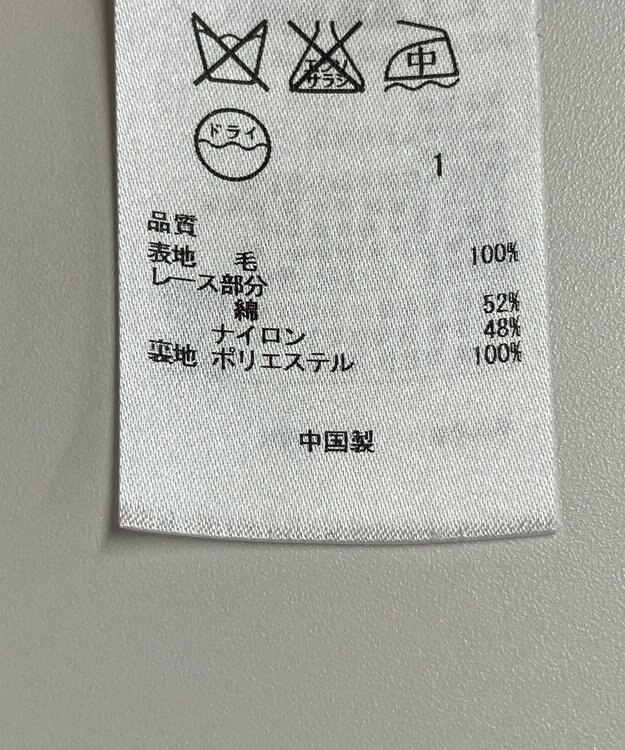 エンソ
サラシ
中
ドライ
1
品質
表地 毛 100%
レース部分
綿 52%
ナイロン 48%
裏地 ポリエステル 100%
中国製